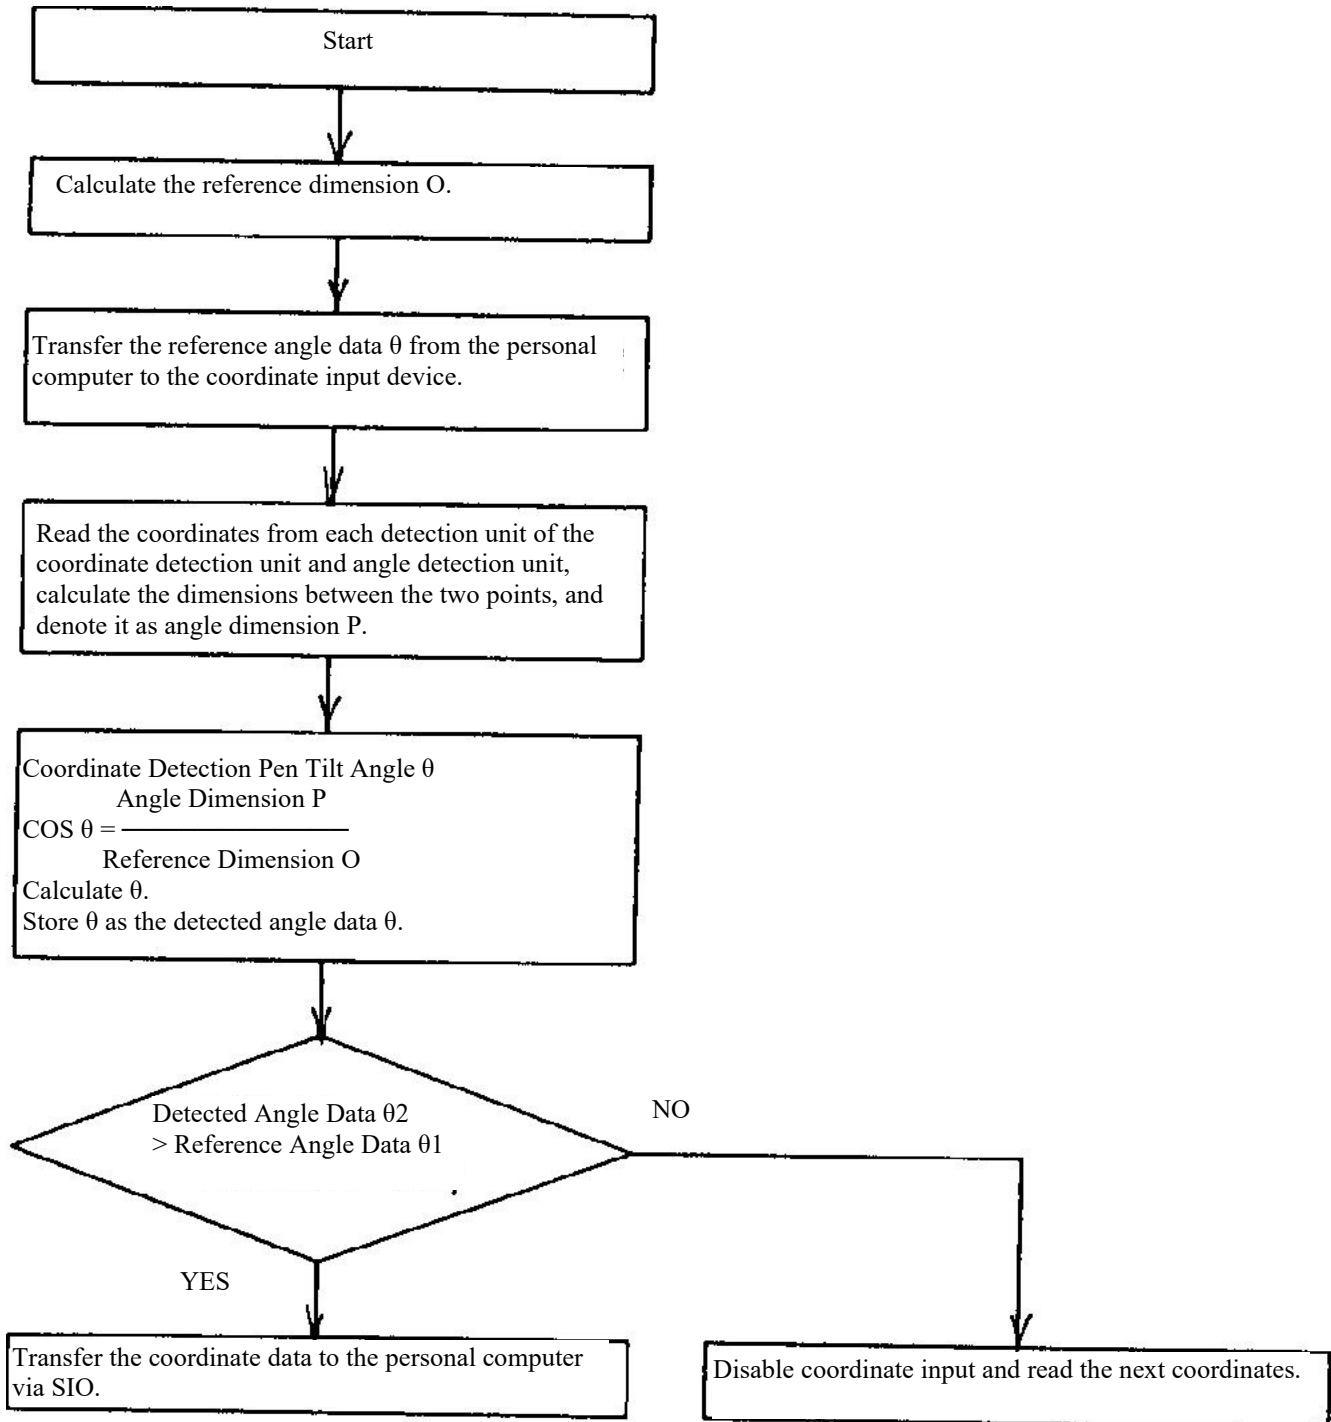 Start
Calculate the reference dimension O.
Transfer the reference angle data θ from the personal
computer to the coordinate input device.
Read the coordinates from each detection unit of the
coordinate detection unit and angle detection unit,
calculate the dimensions between the two points, and
denote it as angle dimension P.
Coordinate Detection Pen Tilt Angle θ
Angle Dimension P
COS θ =
Reference Dimension O
Calculate θ.
Store θ as the detected angle data θ.
Detected Angle Data θ2
> Reference Angle Data θ1
NO
YES
Transfer the coordinate data to the personal computer
via SIO.
Disable coordinate input and read the next coordinates.